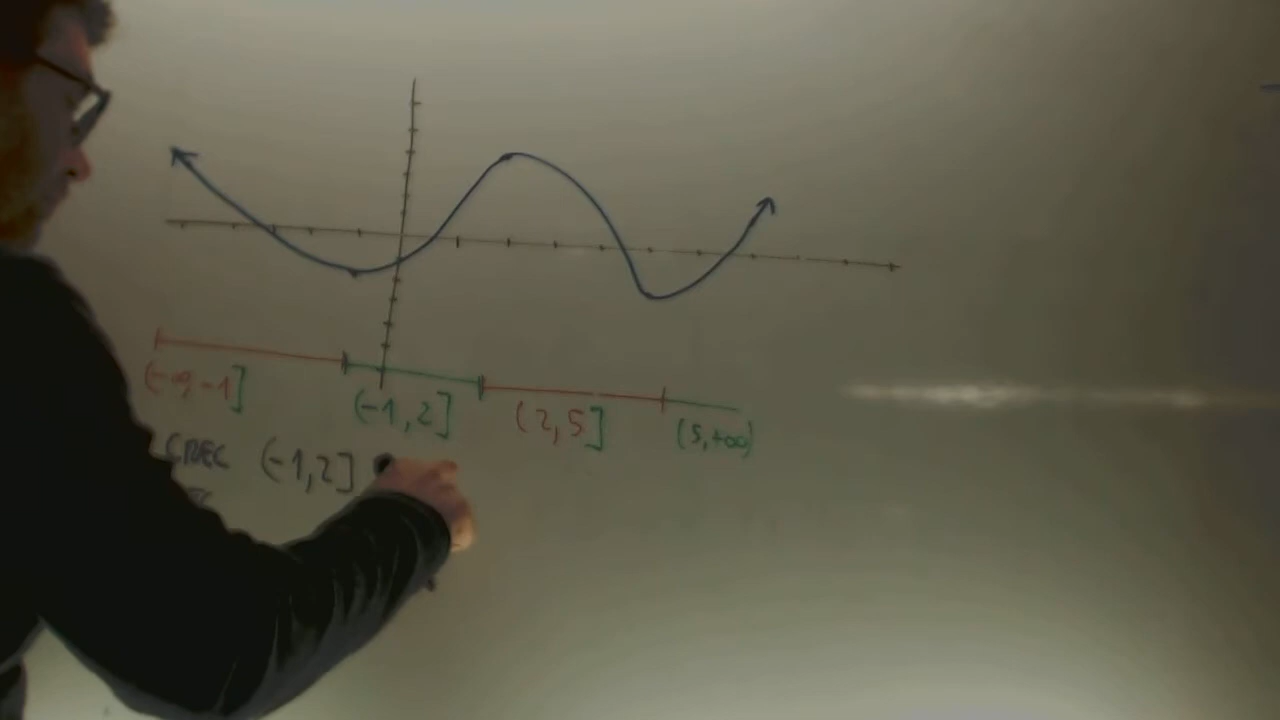 (-∞,-1] (-1,2] (2,5] (5,+∞)
CREC (-1,2]